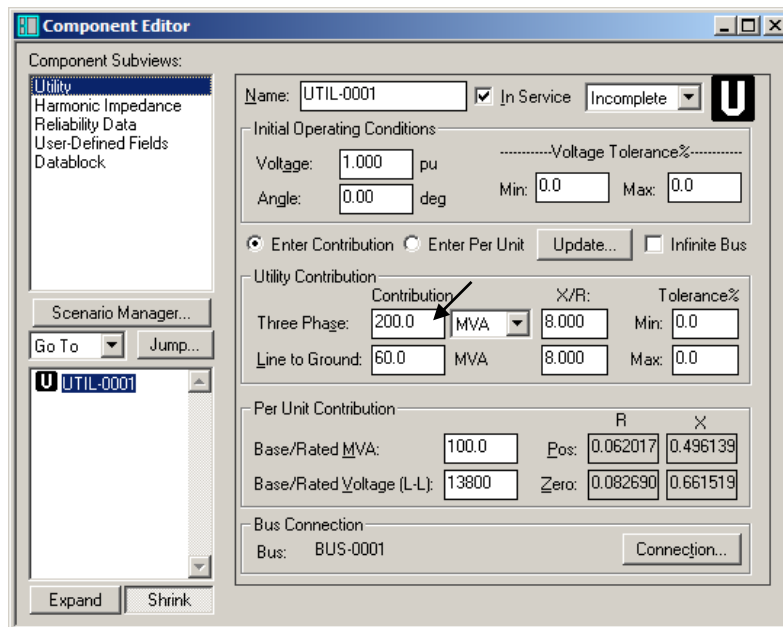 Component Editor
Component Subviews:
Utility
Harmonic Impedance
Reliability Data
User-Defined Fields
Datablock
Scenario Manager...
Go To Jump...
U UTIL-0001
Expand Shrink
Name: UTIL-0001 In Service Incomplete U
Initial Operating Conditions
Voltage: 1.000 pu
Angle: 0.00 deg
-----------Voltage Tolerance%-----------
Min: 0.0 Max: 0.0
Enter Contribution Enter Per Unit Update... Infinite Bus
Utility Contribution
Contribution X/R: Tolerance%
Three Phase: 200.0 MVA 8.000 Min: 0.0
Line to Ground: 60.0 MVA 8.000 Max: 0.0
Per Unit Contribution
R X
Base/Rated MVA: 100.0 Pos: 0.062017 0.496139
Base/Rated Voltage (L-L): 13800 Zero: 0.082690 0.661519
Bus Connection
Bus: BUS-0001 Connection...